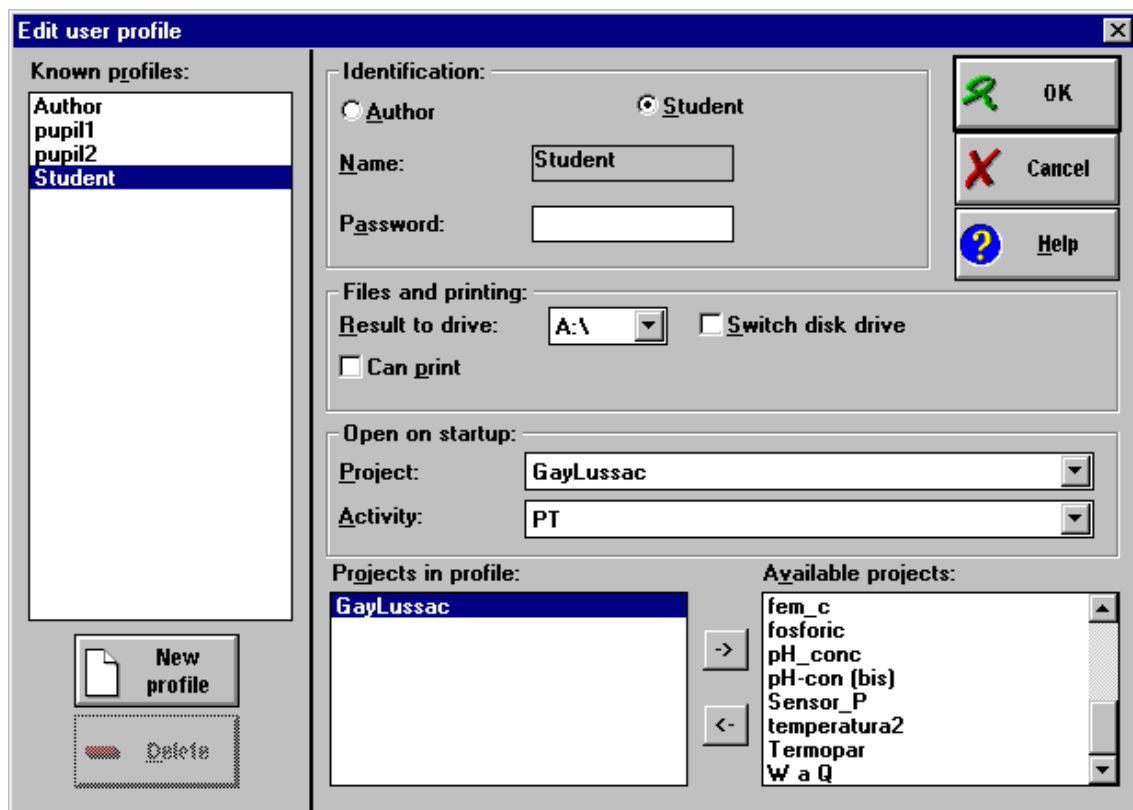 Edit user profile
Known profiles:
Author
pupil1
pupil2
Student
New
profile
Delete
Identification:
Author
Student
Name:
Student
Password:
OK
Cancel
? Help
Files and printing:
Result to drive: A:\ Switch disk drive
Can print
Open on startup:
Project: GayLussac
Activity: PT
Projects in profile:
GayLussac
->
<-
Available projects:
fem_c
fosforic
pH_conc
pH-con (bis)
Sensor_P
temperatura2
Termopar
W a Q